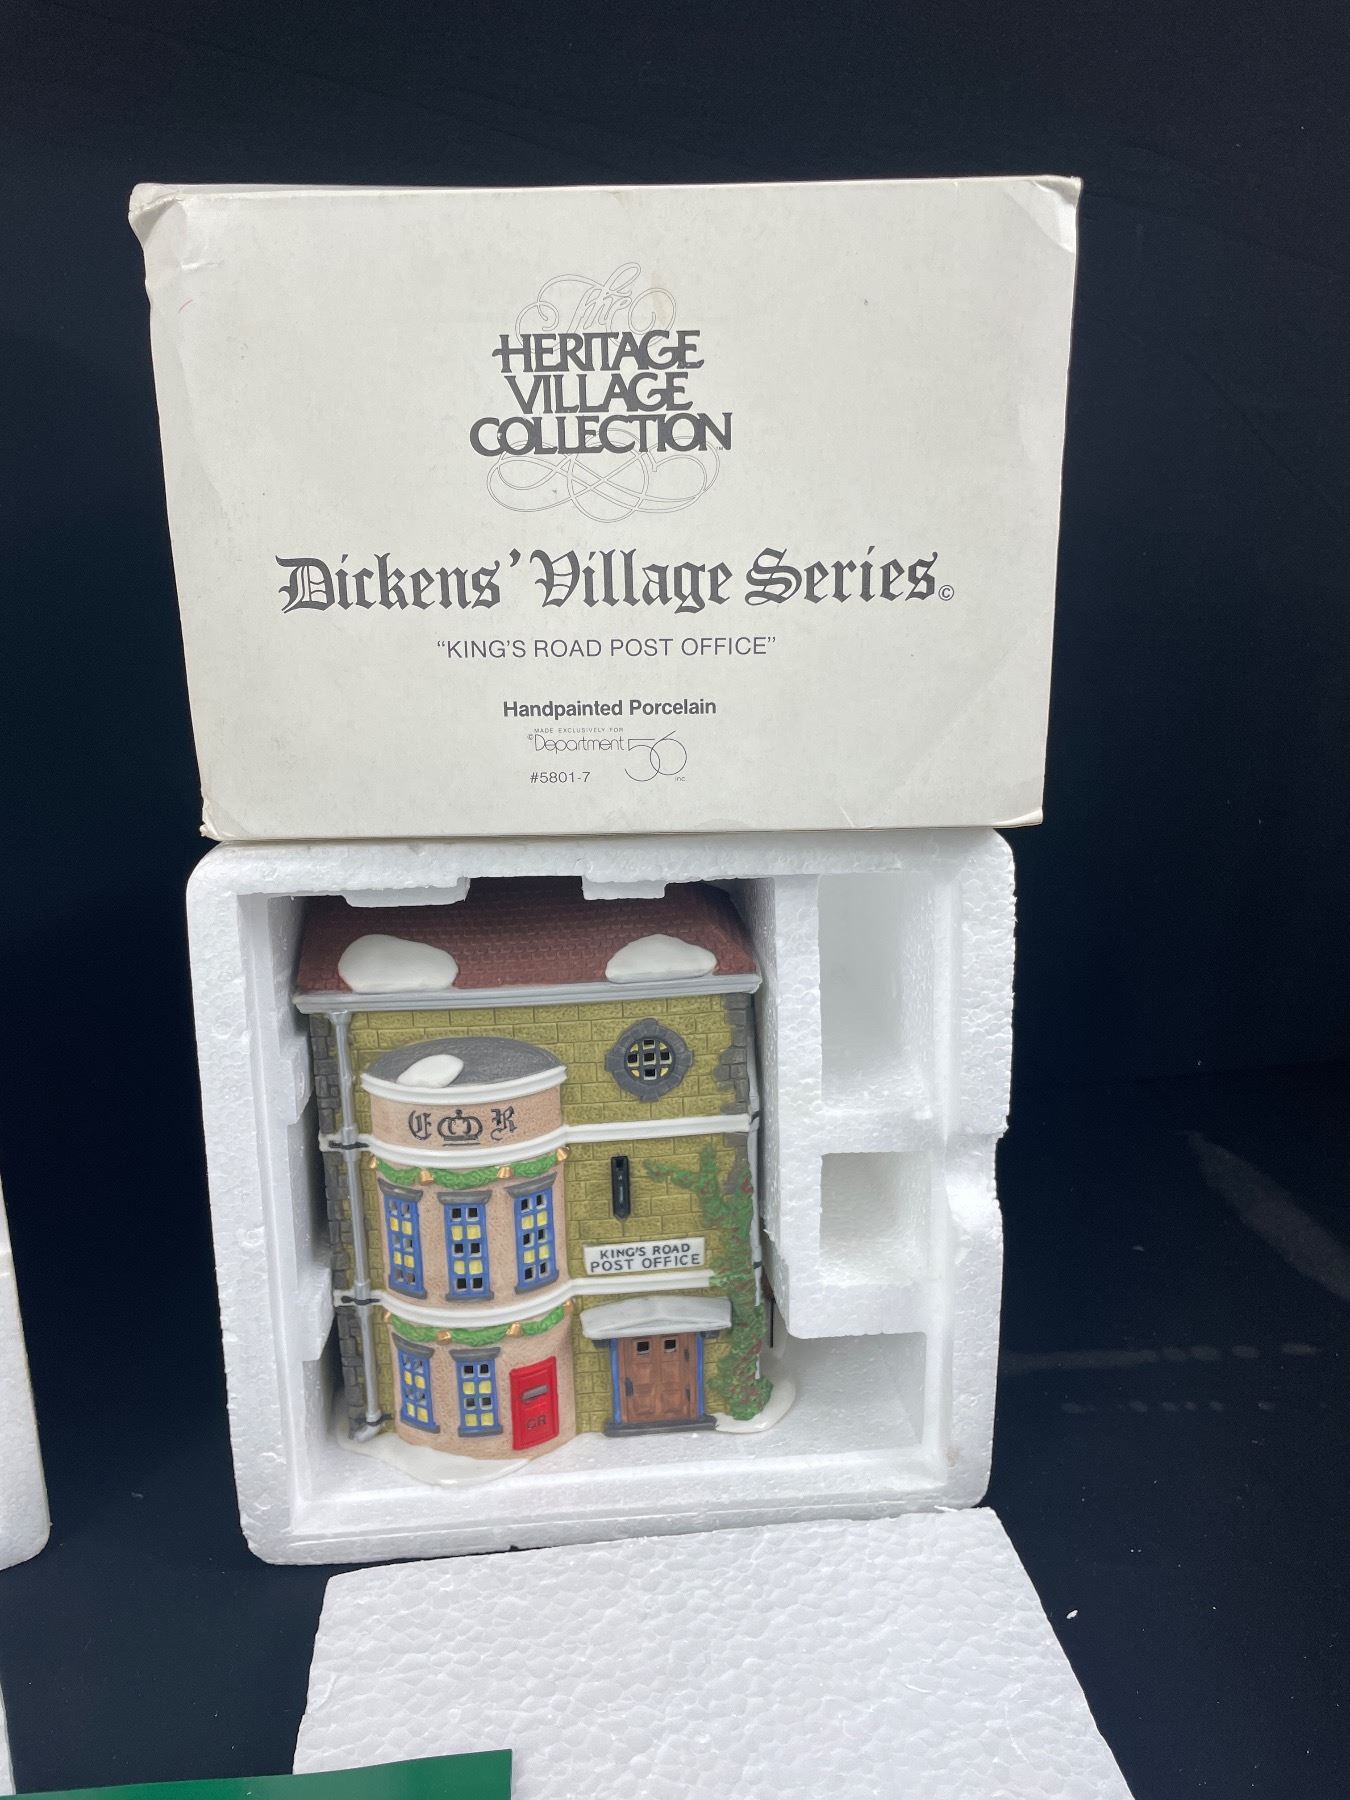 The
HERITAGE
VILLAGE
COLLECTION
Dickens' Village Series©
"KING'S ROAD POST OFFICE"
Handpainted Porcelain
MADE EXCLUSIVELY FOR
©Department 56 inc.
#5801-7
E R
KING'S ROAD
POST OFFICE
GR